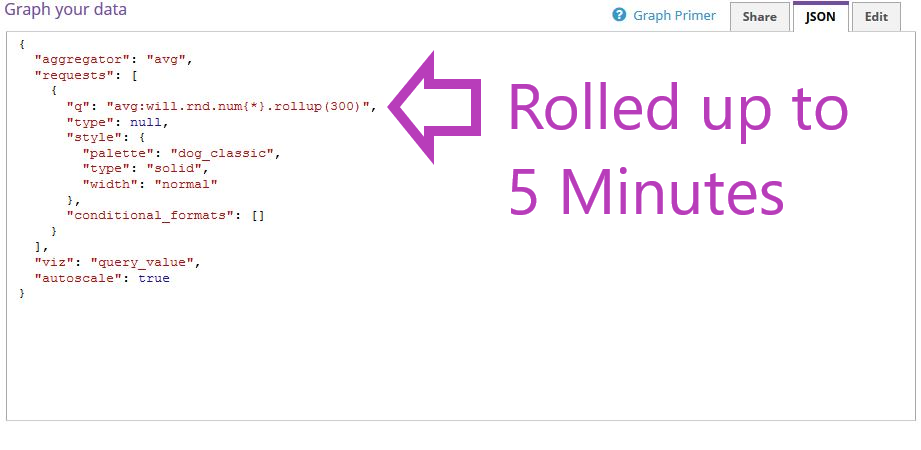 Graph your data
Graph Primer
Share
JSON
Edit
{
"aggregator": "avg",
"requests": [
{
"q": "avg:will.rnd.num{*}.rollup(300)",
"type": null,
"style": {
"palette": "dog_classic",
"type": "solid",
"width": "normal"
},
"conditional_formats": []
}
],
"viz": "query_value",
"autoscale": true
}
Rolled up to
5 Minutes